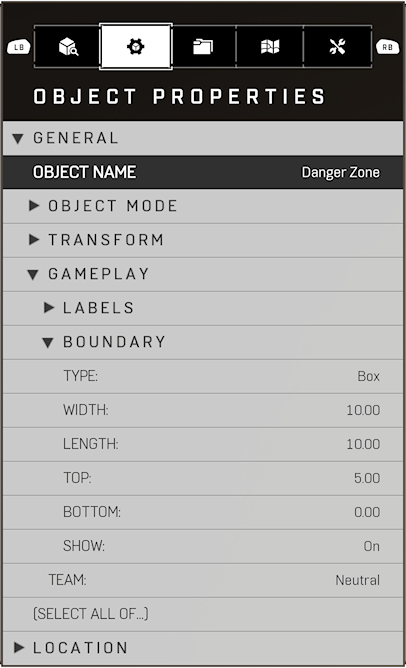 LB
RB
OBJECT PROPERTIES
GENERAL
OBJECT NAME Danger Zone
OBJECT MODE
TRANSFORM
GAMEPLAY
LABELS
BOUNDARY
TYPE: Box
WIDTH: 10.00
LENGTH: 10.00
TOP: 5.00
BOTTOM: 0.00
SHOW: On
TEAM: Neutral
(SELECT ALL OF...)
LOCATION